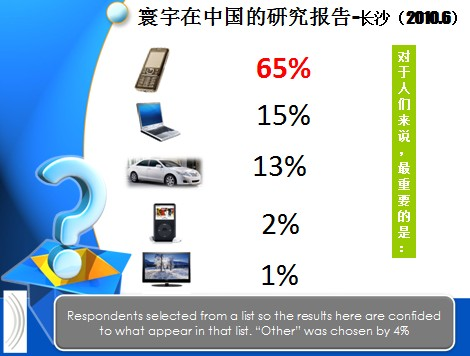 寰宇在中国的研究报告-长沙（2010.6）
65%
15%
13%
2%
1%
对于人们来说，最重要的是：
Respondents selected from a list so the results here are confided
to what appear in that list. “Other” was chosen by 4%